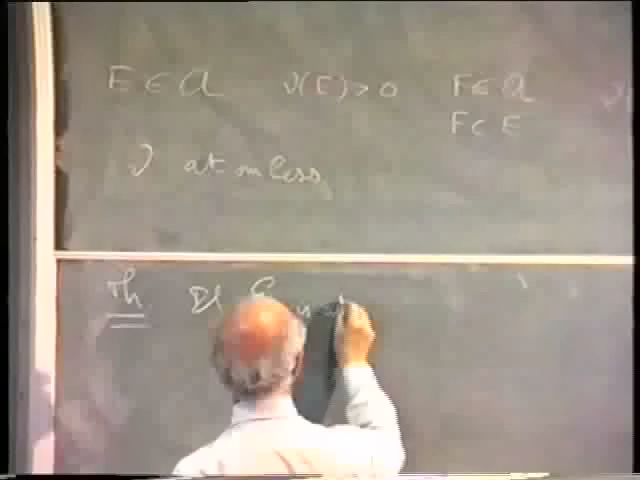 E ∈ 𝒜   ν(E) > 0   F ∈ 𝒜   ν(
F ⊂ E
ν atomless
Th.